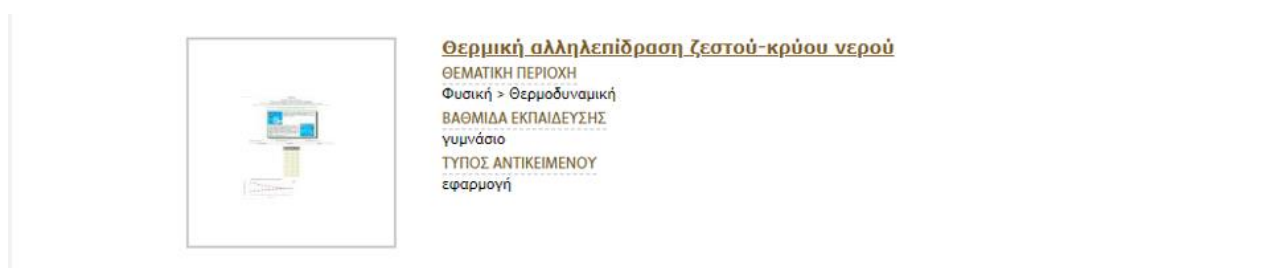 Θερμική αλληλεπίδραση ζεστού-κρύου νερού
ΘΕΜΑΤΙΚΗ ΠΕΡΙΟΧΗ
Φυσική > Θερμοδυναμική
ΒΑΘΜΙΔΑ ΕΚΠΑΙΔΕΥΣΗΣ
γυμνάσιο
ΤΥΠΟΣ ΑΝΤΙΚΕΙΜΕΝΟΥ
εφαρμογή